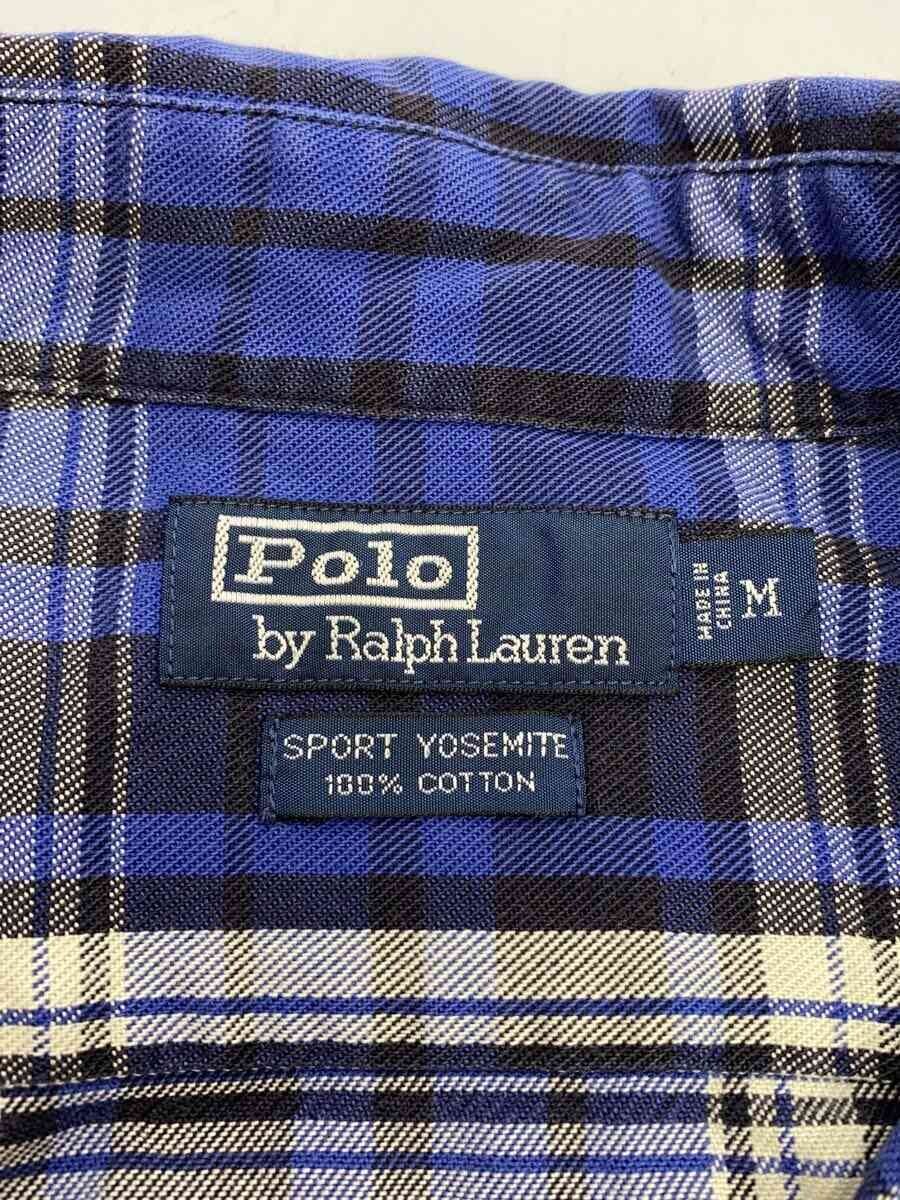 Polo
by Ralph Lauren
MADE IN
CHINA
M
SPORT YOSEMITE
100% COTTON